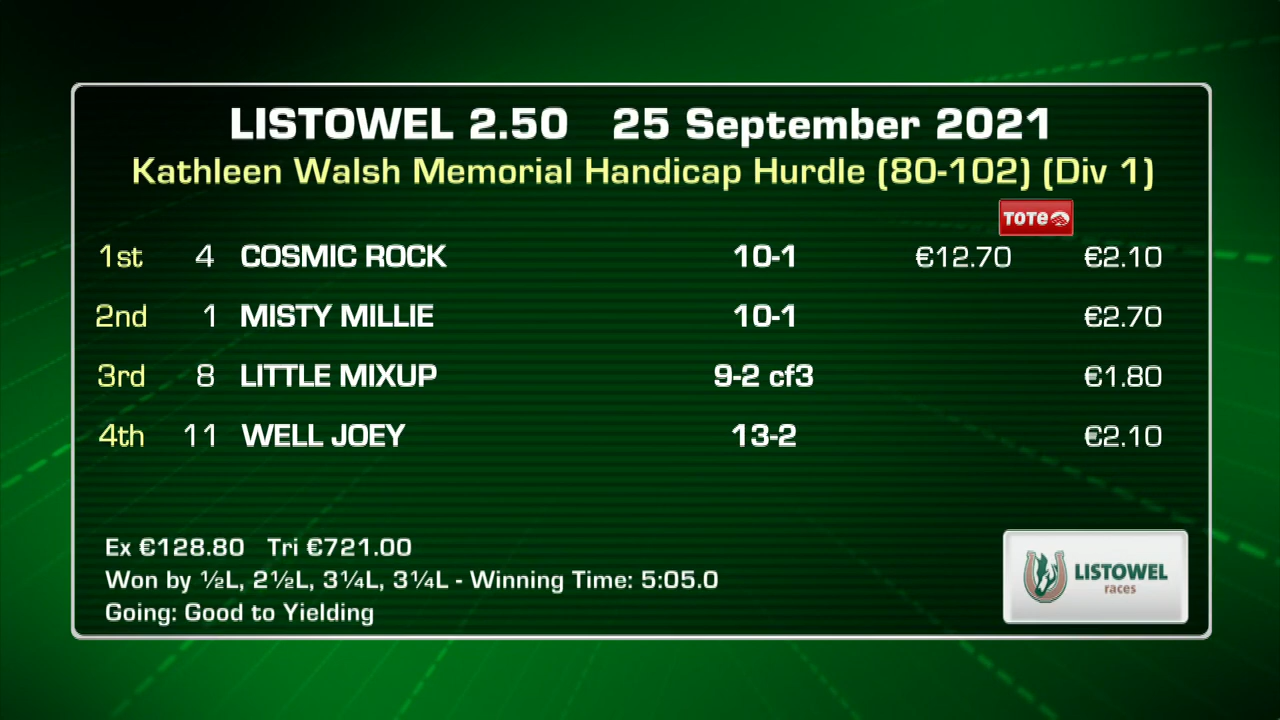 LISTOWEL 2.50 25 September 2021
Kathleen Walsh Memorial Handicap Hurdle (80-102) (Div 1)
TOTE
1st 4 COSMIC ROCK 10-1 €12.70 €2.10
2nd 1 MISTY MILLIE 10-1 €2.70
3rd 8 LITTLE MIXUP 9-2 cf3 €1.80
4th 11 WELL JOEY 13-2 €2.10
Ex €128.80 Tri €721.00
Won by ½L, 2½L, 3¼L, 3¼L - Winning Time: 5:05.0
Going: Good to Yielding
LISTOWEL
races